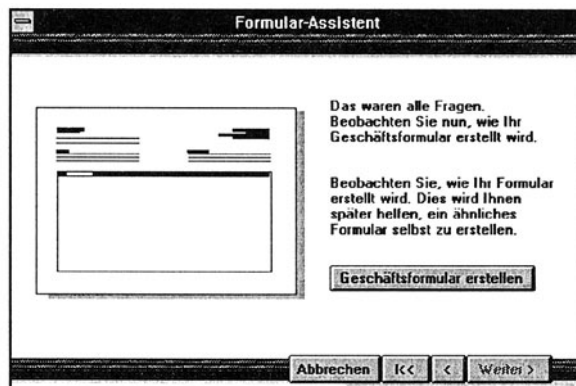 Formular-Assistent
Das waren alle Fragen.
Beobachten Sie nun, wie Ihr
Geschäftsformular erstellt wird.
Beobachten Sie, wie Ihr Formular
erstellt wird. Dies wird Ihnen
später helfen, ein ähnliches
Formular selbst zu erstellen.
Geschäftsformular erstellen
Abbrechen |<< < Weiter >